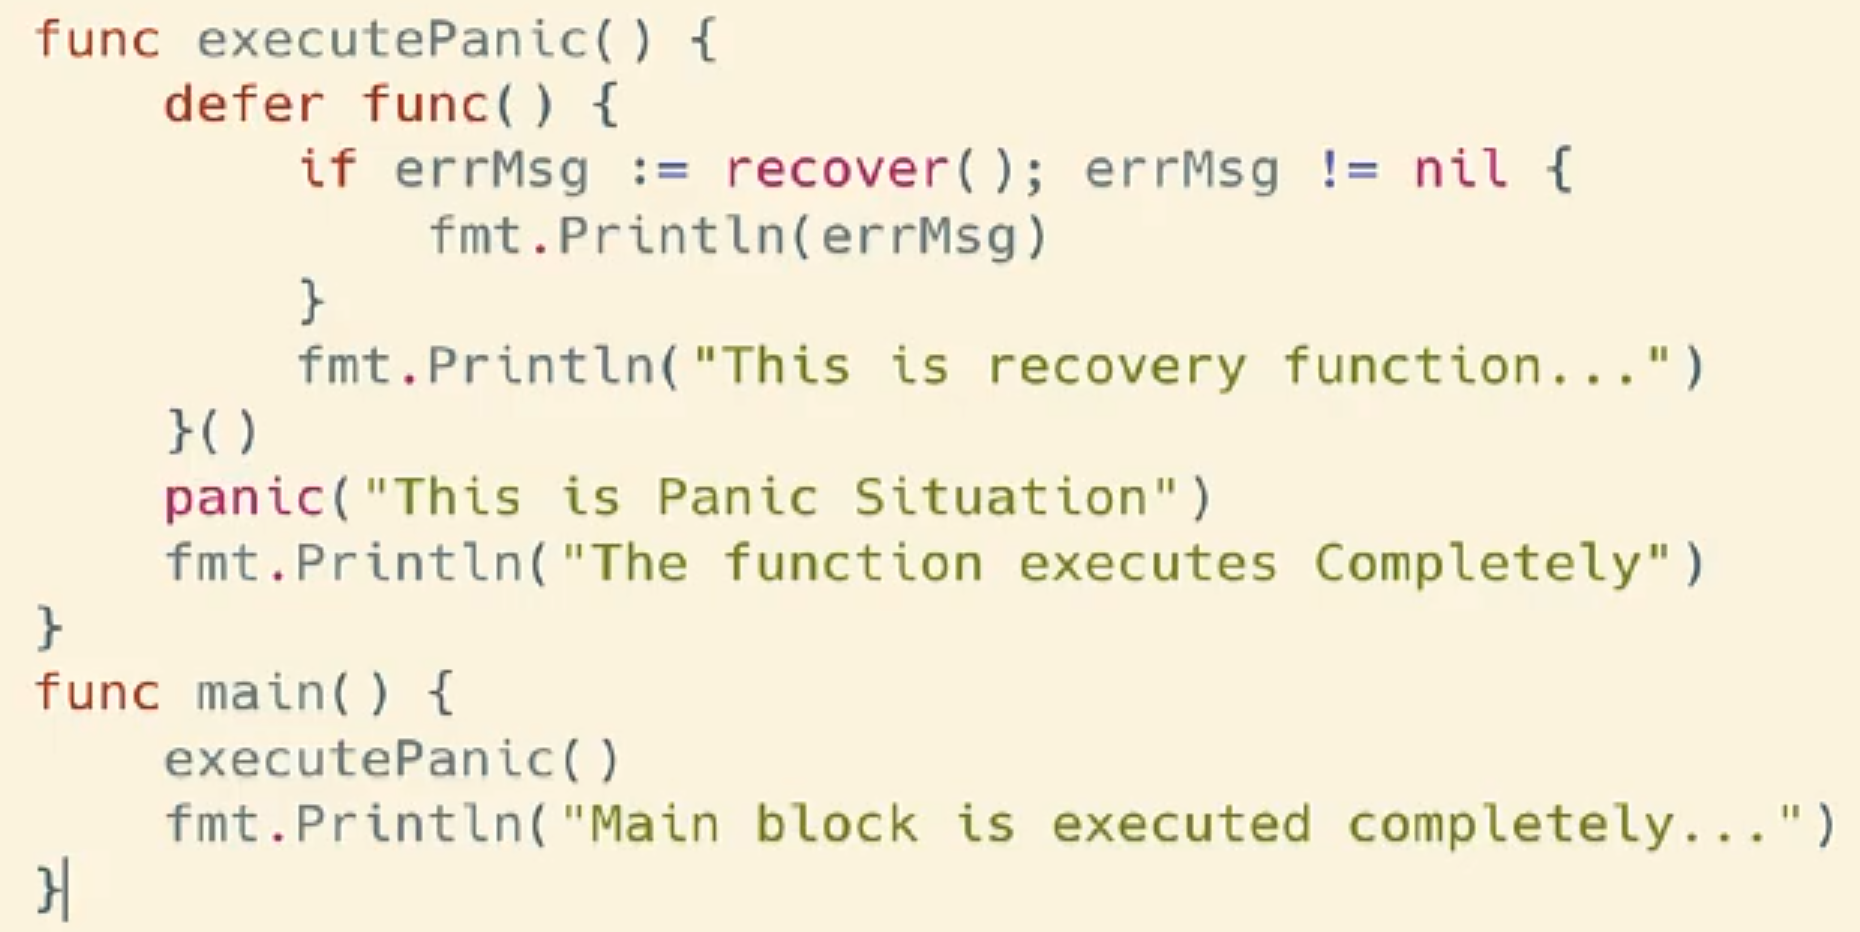 func executePanic() {
    defer func() {
        if errMsg := recover(); errMsg != nil {
            fmt.Println(errMsg)
        }
        fmt.Println("This is recovery function...")
    }()
    panic("This is Panic Situation")
    fmt.Println("The function executes Completely")
}
func main() {
    executePanic()
    fmt.Println("Main block is executed completely...")
}